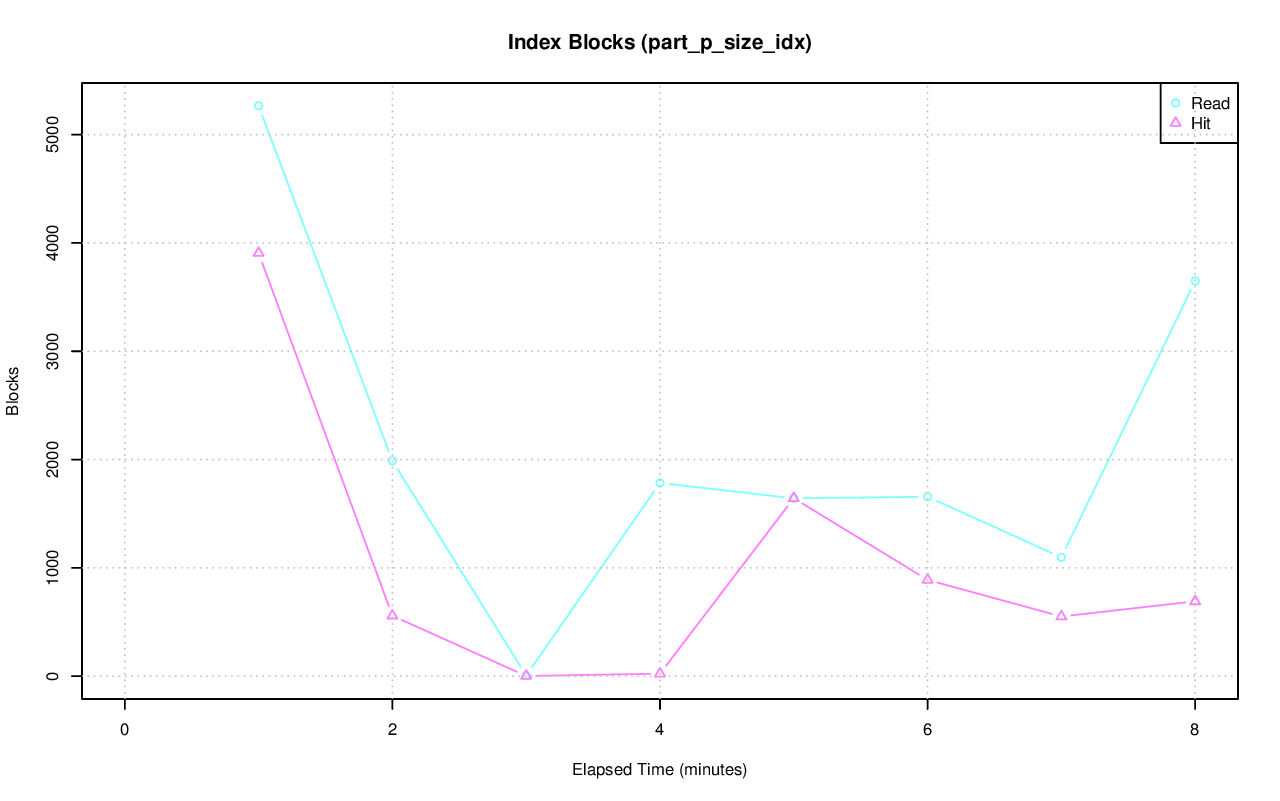 Index Blocks (part_p_size_idx)
Read
Hit
5000
4000
3000
2000
1000
0
Blocks
0 2 4 6 8
Elapsed Time (minutes)